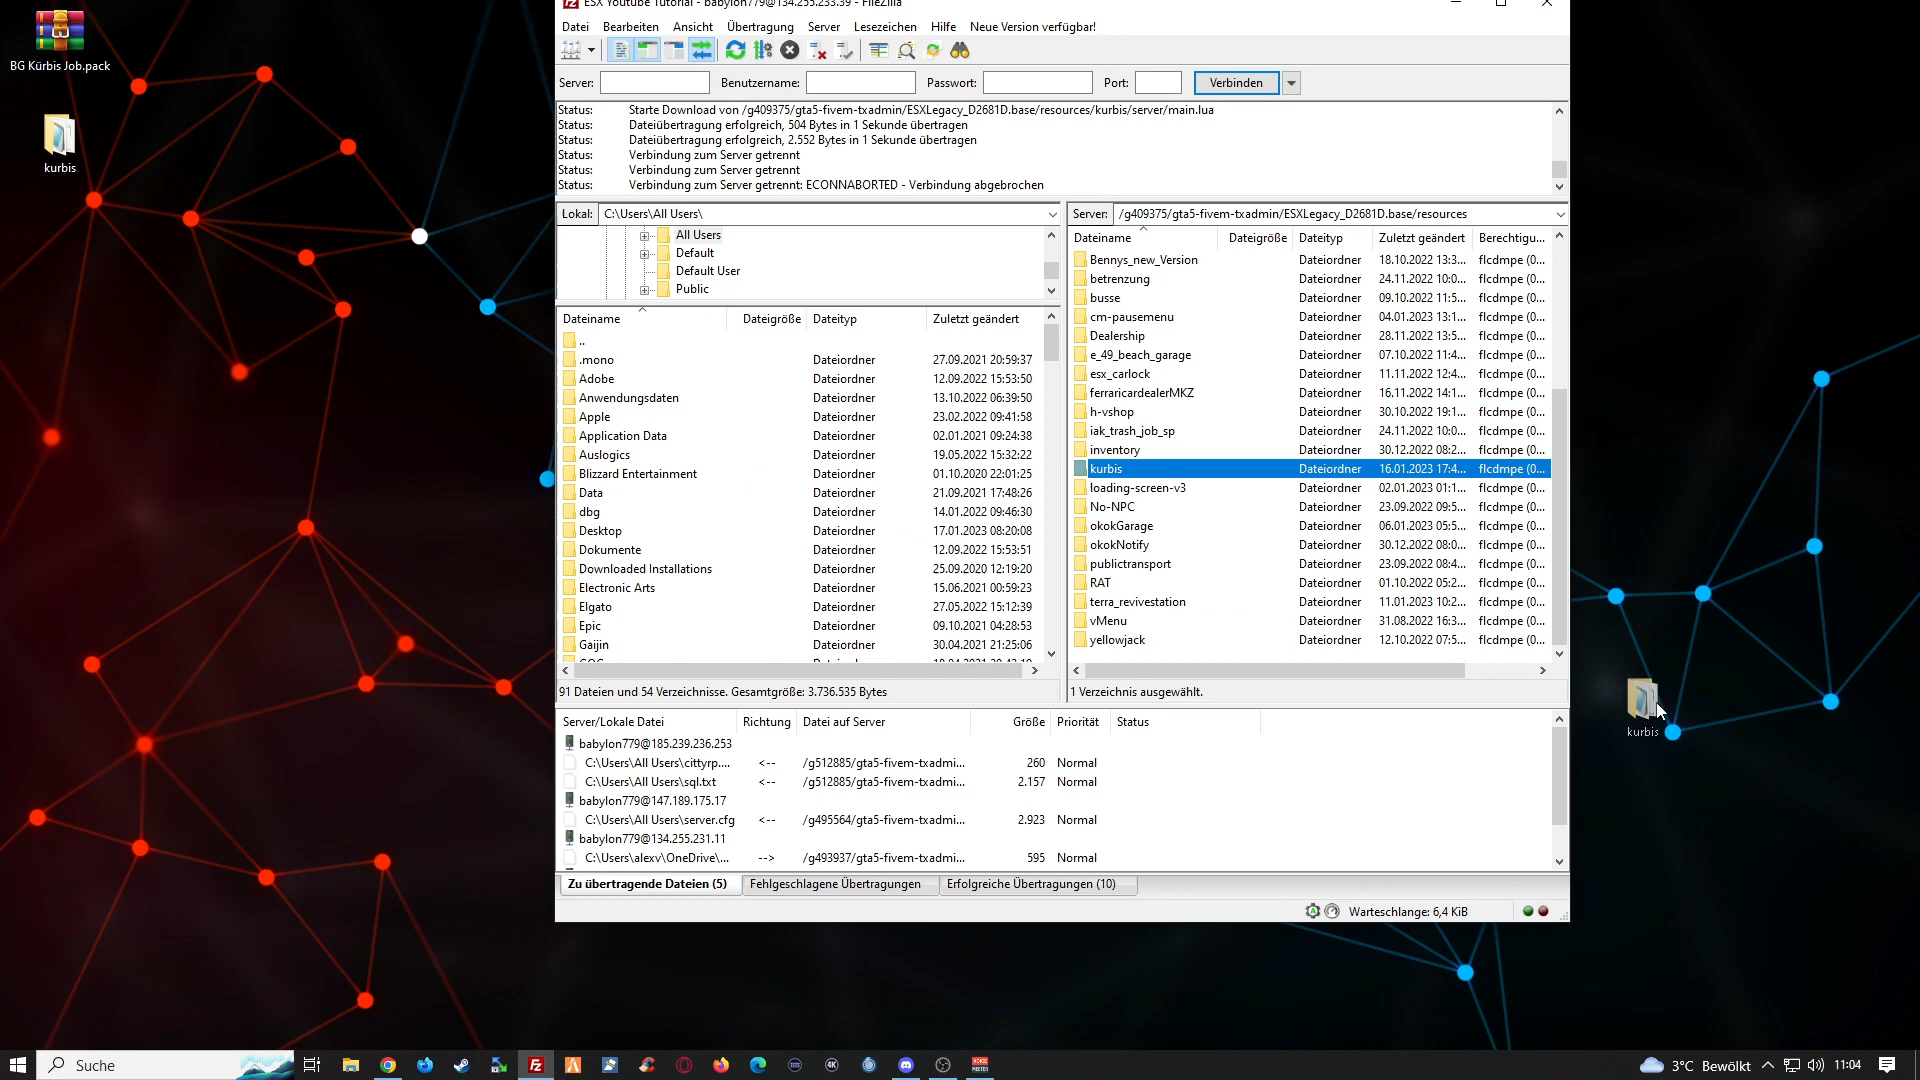 BG Kürbis Job.pack
kurbis
ESX Youtube Tutorial - babylon779@134.255.233.39 - FileZilla
Datei Bearbeiten Ansicht Übertragung Server Lesezeichen Hilfe Neue Version verfügbar!
Server: Benutzername: Passwort: Port: Verbinden
Status: Starte Download von /g409375/gta5-fivem-txadmin/ESXLegacy_D2681D.base/resources/kurbis/server/main.lua
Status: Dateiübertragung erfolgreich, 504 Bytes in 1 Sekunde übertragen
Status: Dateiübertragung erfolgreich, 2.552 Bytes in 1 Sekunde übertragen
Status: Verbindung zum Server getrennt
Status: Verbindung zum Server getrennt
Status: Verbindung zum Server getrennt: ECONNABORTED - Verbindung abgebrochen
Lokal: C:\Users\All Users\
All Users
Default
Default User
Public
Dateiname Dateigröße Dateityp Zuletzt geändert
..
.mono Dateiordner 27.09.2021 20:59:37
Adobe Dateiordner 12.09.2022 15:53:50
Anwendungsdaten Dateiordner 13.10.2022 06:39:50
Apple Dateiordner 23.02.2022 09:41:58
Application Data Dateiordner 02.01.2021 09:24:38
Auslogics Dateiordner 19.05.2022 15:32:22
Blizzard Entertainment Dateiordner 01.10.2020 22:01:25
Data Dateiordner 21.09.2021 17:48:26
dbg Dateiordner 14.01.2022 09:46:30
Desktop Dateiordner 17.01.2023 08:20:08
Dokumente Dateiordner 12.09.2022 15:53:51
Downloaded Installations Dateiordner 25.09.2020 12:19:20
Electronic Arts Dateiordner 15.06.2021 00:59:23
Elgato Dateiordner 27.05.2022 15:12:39
Epic Dateiordner 09.10.2021 04:28:53
Gaijin Dateiordner 30.04.2021 21:25:06
91 Dateien und 54 Verzeichnisse. Gesamtgröße: 3.736.535 Bytes
Server: /g409375/gta5-fivem-txadmin/ESXLegacy_D2681D.base/resources
Dateiname Dateigröße Dateityp Zuletzt geändert Berechtigu...
Bennys_new_Version Dateiordner 18.10.2022 13:3... flcdmpe (0...
betrenzung Dateiordner 24.11.2022 10:0... flcdmpe (0...
busse Dateiordner 09.10.2022 11:5... flcdmpe (0...
cm-pausemenu Dateiordner 04.01.2023 13:1... flcdmpe (0...
Dealership Dateiordner 28.11.2022 13:5... flcdmpe (0...
e_49_beach_garage Dateiordner 07.10.2022 11:4... flcdmpe (0...
esx_carlock Dateiordner 11.11.2022 12:4... flcdmpe (0...
ferraricardealerMKZ Dateiordner 16.11.2022 14:1... flcdmpe (0...
h-vshop Dateiordner 30.10.2022 19:1... flcdmpe (0...
iak_trash_job_sp Dateiordner 24.11.2022 10:0... flcdmpe (0...
inventory Dateiordner 30.12.2022 08:2... flcdmpe (0...
kurbis Dateiordner 16.01.2023 17:4... flcdmpe (0...
loading-screen-v3 Dateiordner 02.01.2023 01:1... flcdmpe (0...
No-NPC Dateiordner 23.09.2022 09:5... flcdmpe (0...
okokGarage Dateiordner 06.01.2023 05:5... flcdmpe (0...
okokNotify Dateiordner 30.12.2022 08:0... flcdmpe (0...
publictransport Dateiordner 23.09.2022 08:4... flcdmpe (0...
RAT Dateiordner 01.10.2022 05:2... flcdmpe (0...
terra_revivestation Dateiordner 11.01.2023 10:2... flcdmpe (0...
vMenu Dateiordner 31.08.2022 16:3... flcdmpe (0...
yellowjack Dateiordner 12.10.2022 07:5... flcdmpe (0...
1 Verzeichnis ausgewählt.
kurbis
Server/Lokale Datei Richtung Datei auf Server Größe Priorität Status
babylon779@185.239.236.253
C:\Users\All Users\cittyrp.... <-- /g512885/gta5-fivem-txadmi... 260 Normal
C:\Users\All Users\sql.txt <-- /g512885/gta5-fivem-txadmi... 2.157 Normal
babylon779@147.189.175.17
C:\Users\All Users\server.cfg <-- /g495564/gta5-fivem-txadmi... 2.923 Normal
babylon779@134.255.231.11
C:\Users\alexv\OneDrive\... --> /g493937/gta5-fivem-txadmi... 595 Normal
Zu übertragende Dateien (5) Fehlgeschlagene Übertragungen Erfolgreiche Übertragungen (10)
Warteschlange: 6,4 KiB
Suche
4K
3°C Bewölkt 11:04